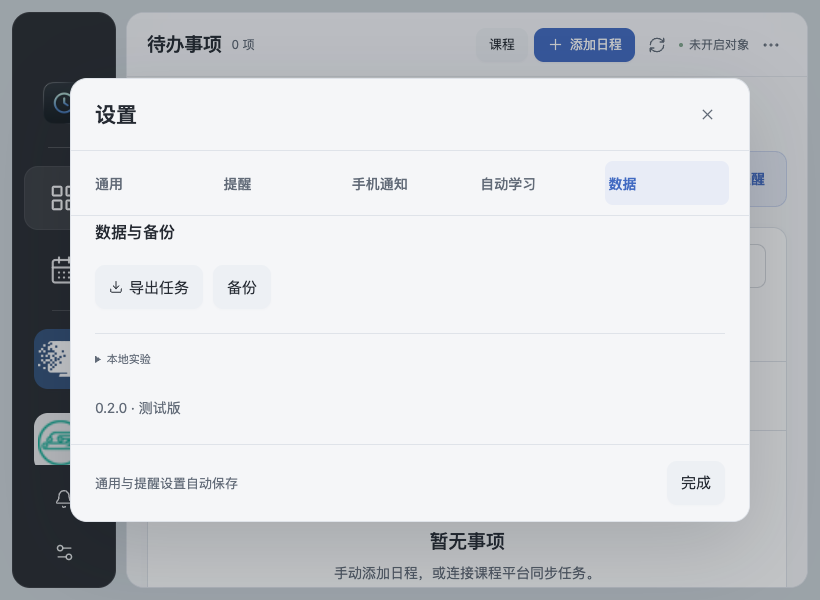 待办事项 0 项
课程
添加日程
未开启对象
醒
设置
通用
提醒
手机通知
自动学习
数据
数据与备份
导出任务
备份
本地实验
0.2.0 · 测试版
通用与提醒设置自动保存
完成
暂无事项
手动添加日程，或连接课程平台同步任务。